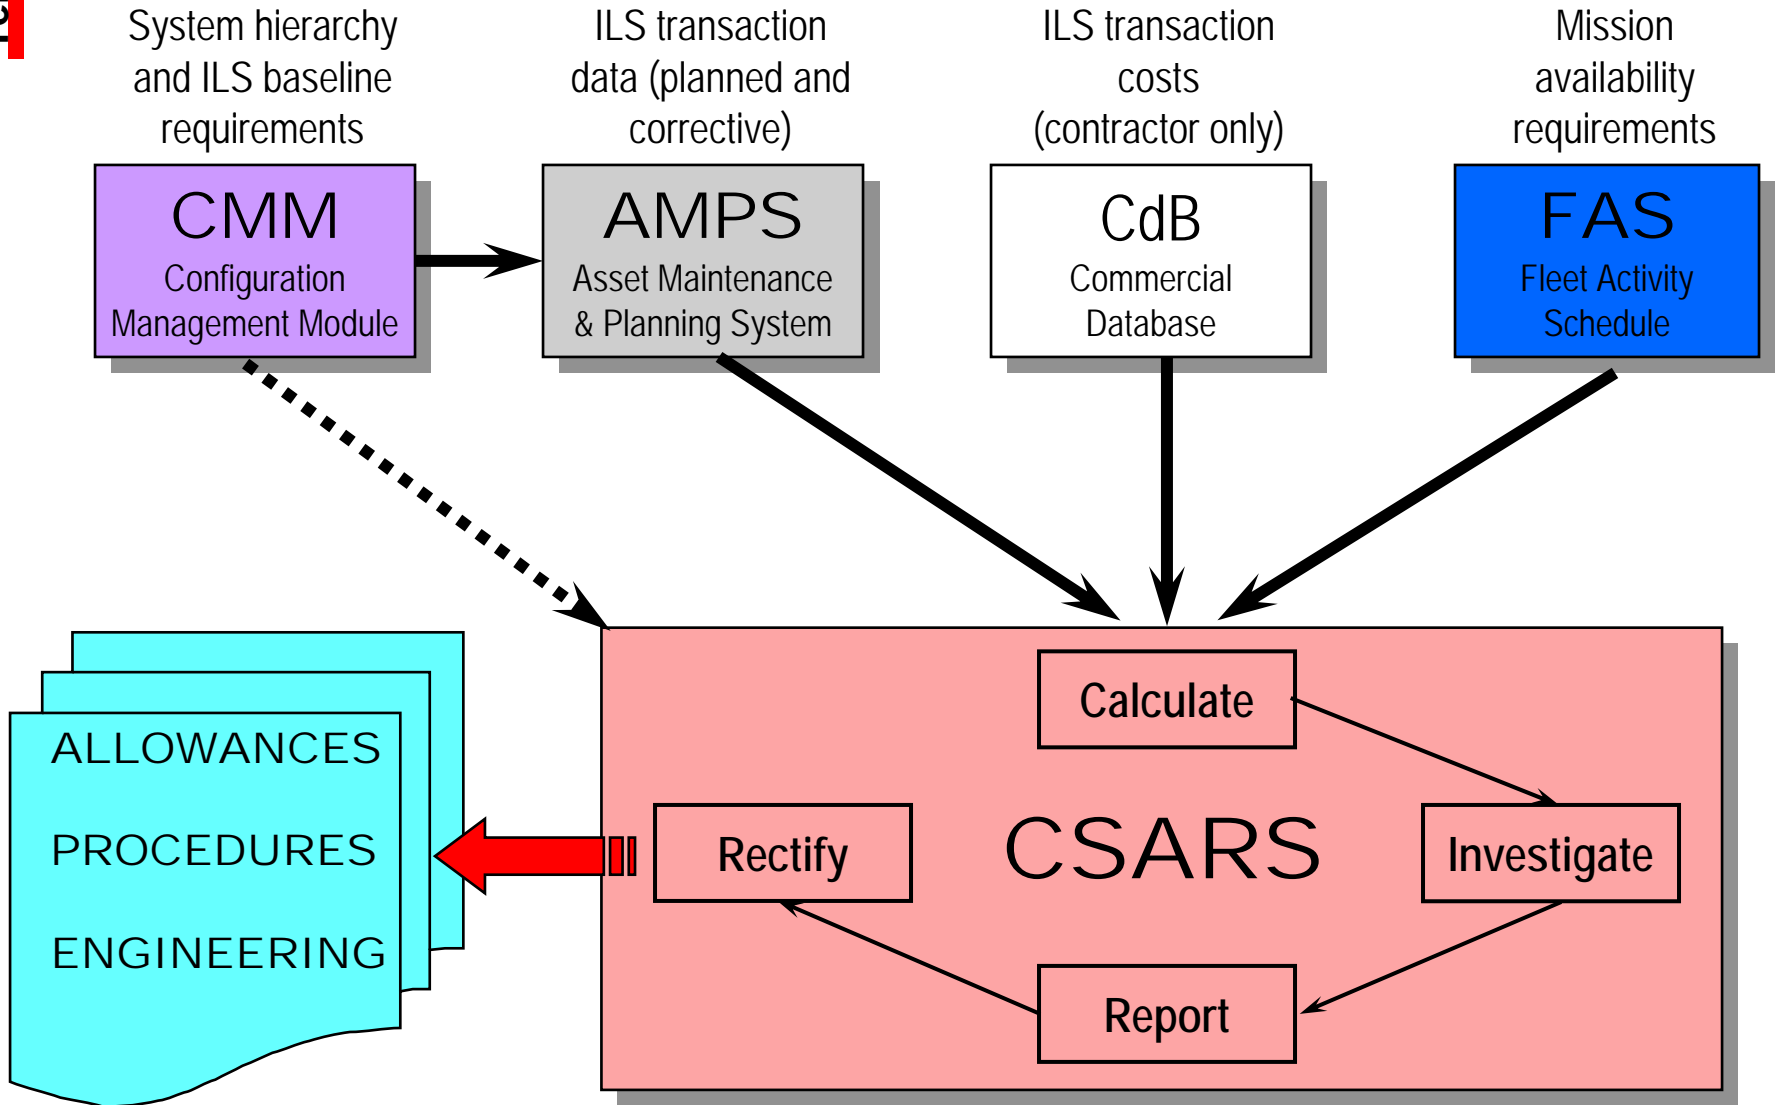 System hierarchy
and ILS baseline
requirements
ILS transaction
data (planned and
corrective)
ILS transaction
costs
(contractor only)
Mission
availability
requirements
CMM
Configuration
Management Module
AMPS
Asset Maintenance
& Planning System
CdB
Commercial
Database
FAS
Fleet Activity
Schedule
ALLOWANCES
PROCEDURES
ENGINEERING
Calculate
Rectify
CSARS
Investigate
Report